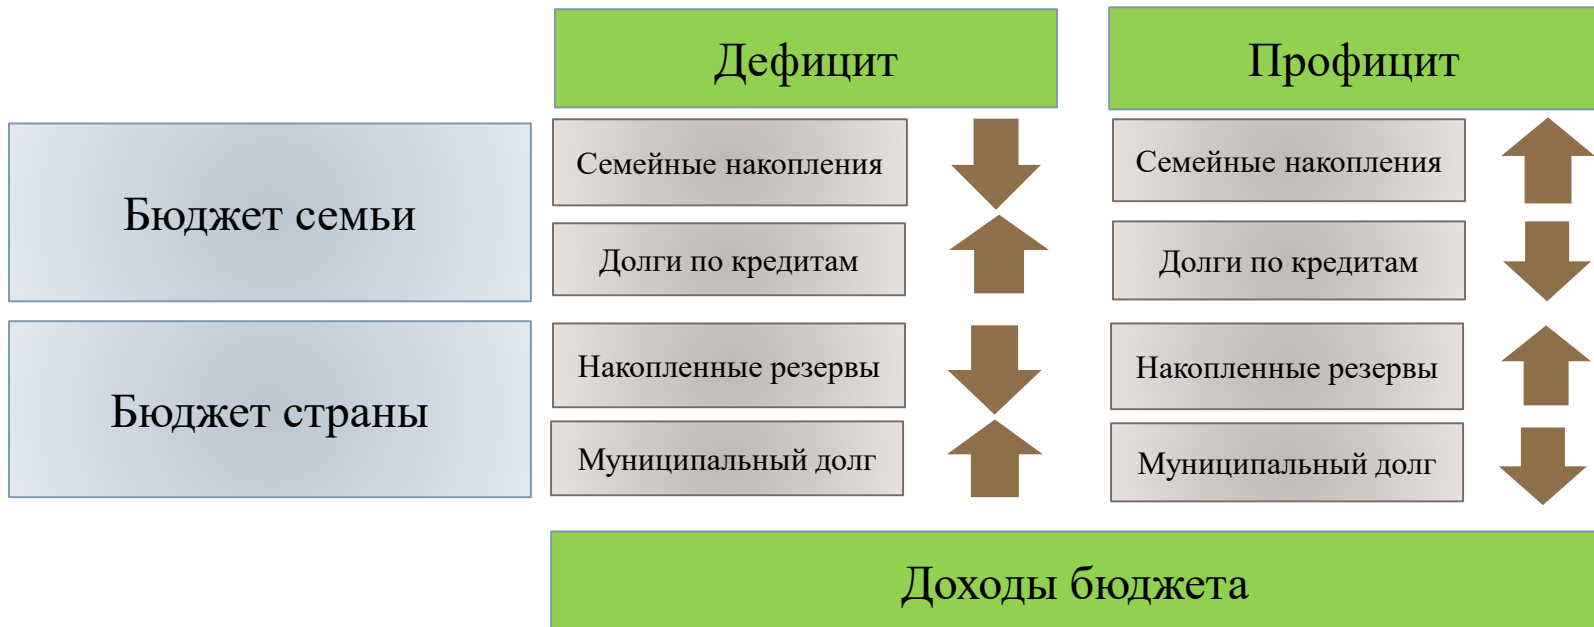 Дефицит
Профицит
Бюджет семьи
Семейные накопления
Семейные накопления
Долги по кредитам
Долги по кредитам
Бюджет страны
Накопленные резервы
Накопленные резервы
Муниципальный долг
Муниципальный долг
Доходы бюджета